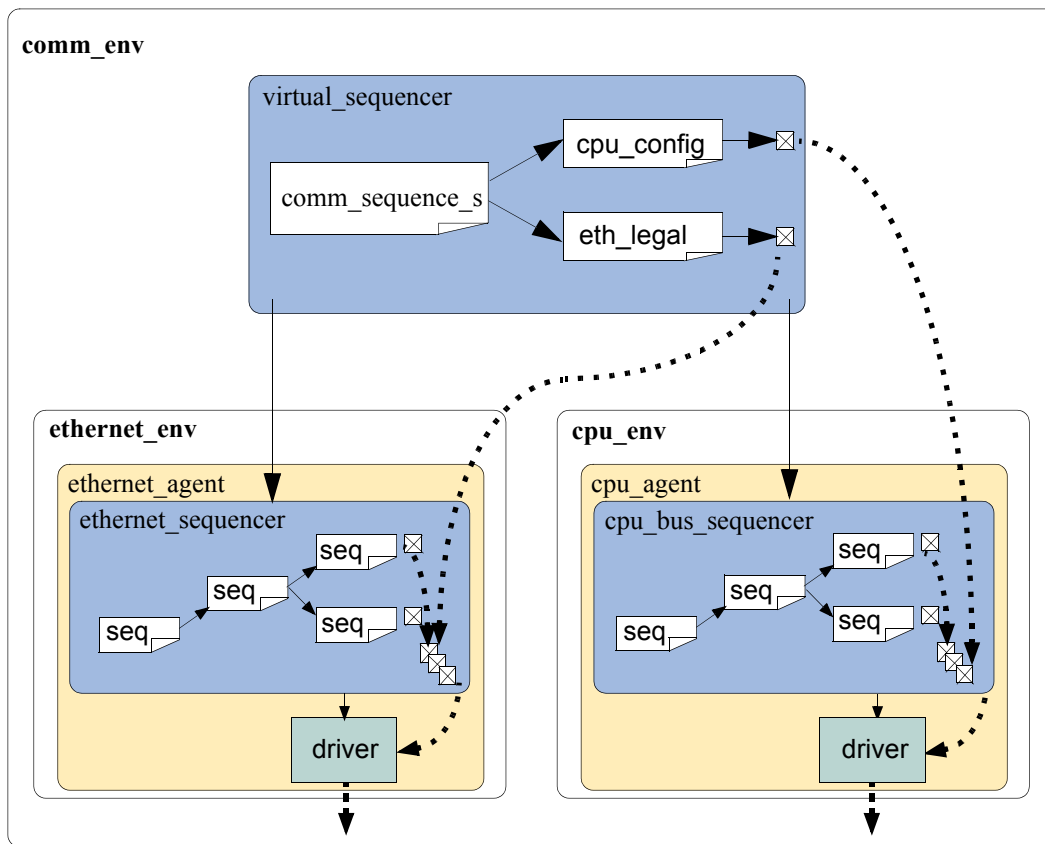 comm_env
virtual_sequencer
cpu_config
comm_sequence_s
eth_legal
ethernet_env
ethernet_agent
ethernet_sequencer
seq
seq
seq
seq
driver
cpu_env
cpu_agent
cpu_bus_sequencer
seq
seq
seq
seq
driver